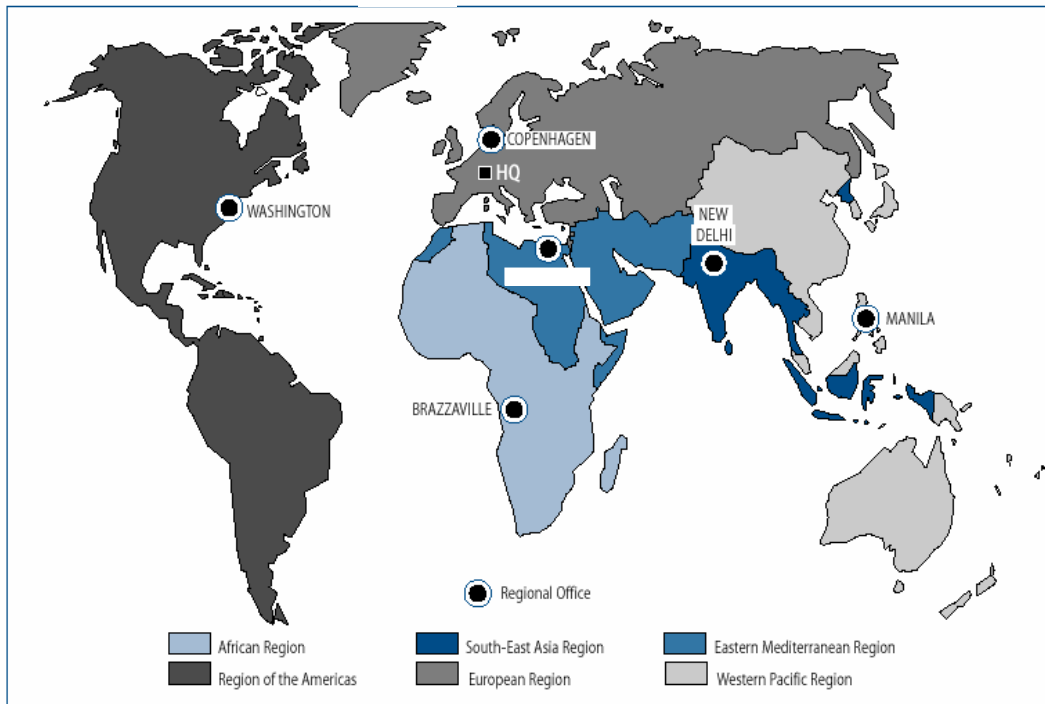 COPENHAGEN
HQ
WASHINGTON
NEW
DELHI
MANILA
BRAZZAVILLE
Regional Office
African Region
South-East Asia Region
Eastern Mediterranean Region
Region of the Americas
European Region
Western Pacific Region